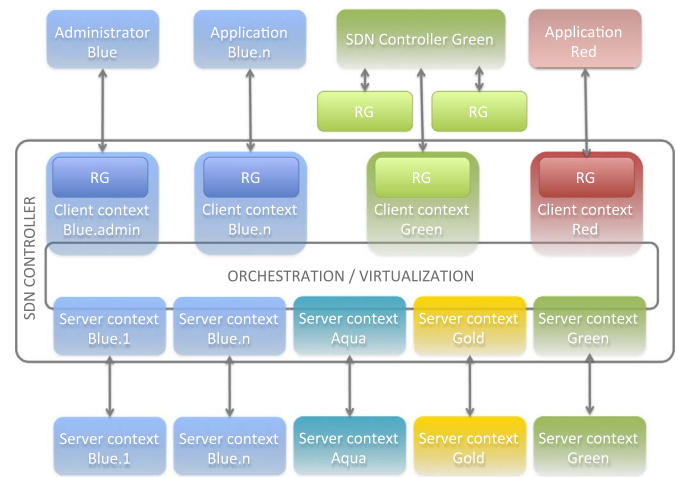 Administrator
Blue
Application
Blue.n
SDN Controller Green
Application
Red
RG
RG
RG
RG
RG
RG
Client context
Blue.admin
Client context
Blue.n
Client context
Green
Client context
Red
SDN CONTROLLER
ORCHESTRATION / VIRTUALIZATION
Server context
Blue.1
Server context
Blue.n
Server context
Aqua
Server context
Gold
Server context
Green
Server context
Blue.1
Server context
Blue.n
Server context
Aqua
Server context
Gold
Server context
Green